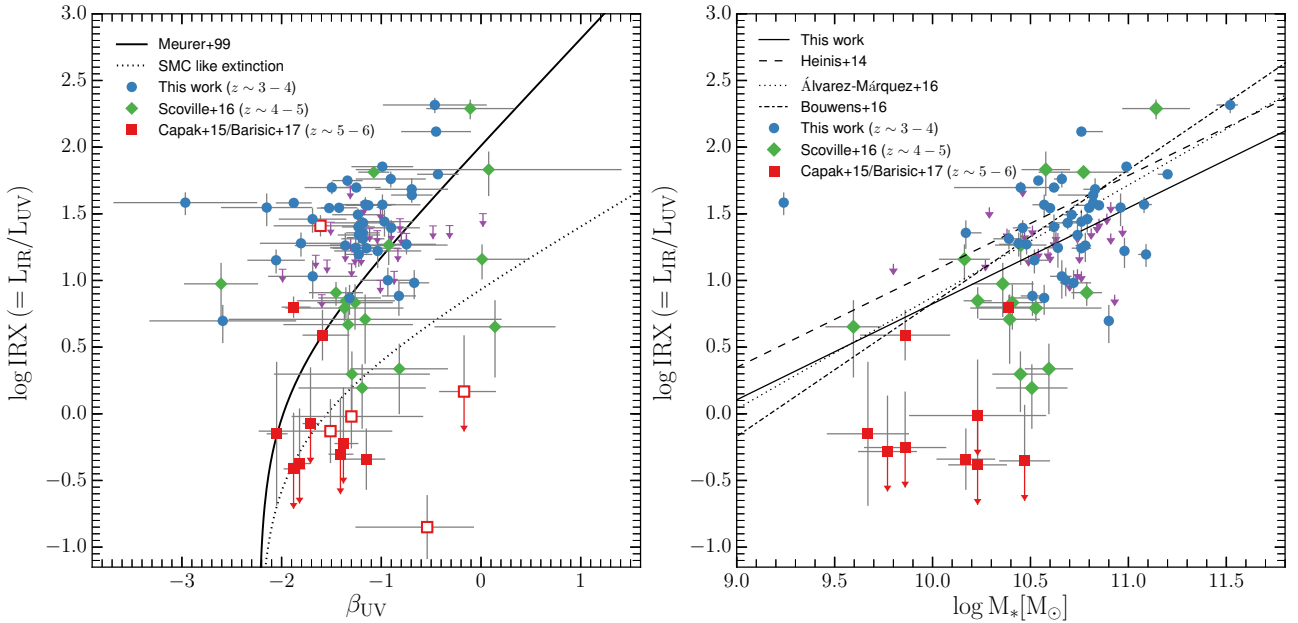 3.0
2.5
2.0
1.5
1.0
0.5
0.0
−0.5
−1.0
log IRX (= L_IR/L_UV)
−3
−2
−1
0
1
β_UV
Meurer+99
SMC like extinction
This work (z ∼ 3 − 4)
Scoville+16 (z ∼ 4 − 5)
Capak+15/Barisic+17 (z ∼ 5 − 6)
3.0
2.5
2.0
1.5
1.0
0.5
0.0
−0.5
−1.0
log IRX (= L_IR/L_UV)
9.0
9.5
10.0
10.5
11.0
11.5
log M_*[M_⊙]
This work
Heinis+14
Álvarez-Márquez+16
Bouwens+16
This work (z ∼ 3 − 4)
Scoville+16 (z ∼ 4 − 5)
Capak+15/Barisic+17 (z ∼ 5 − 6)